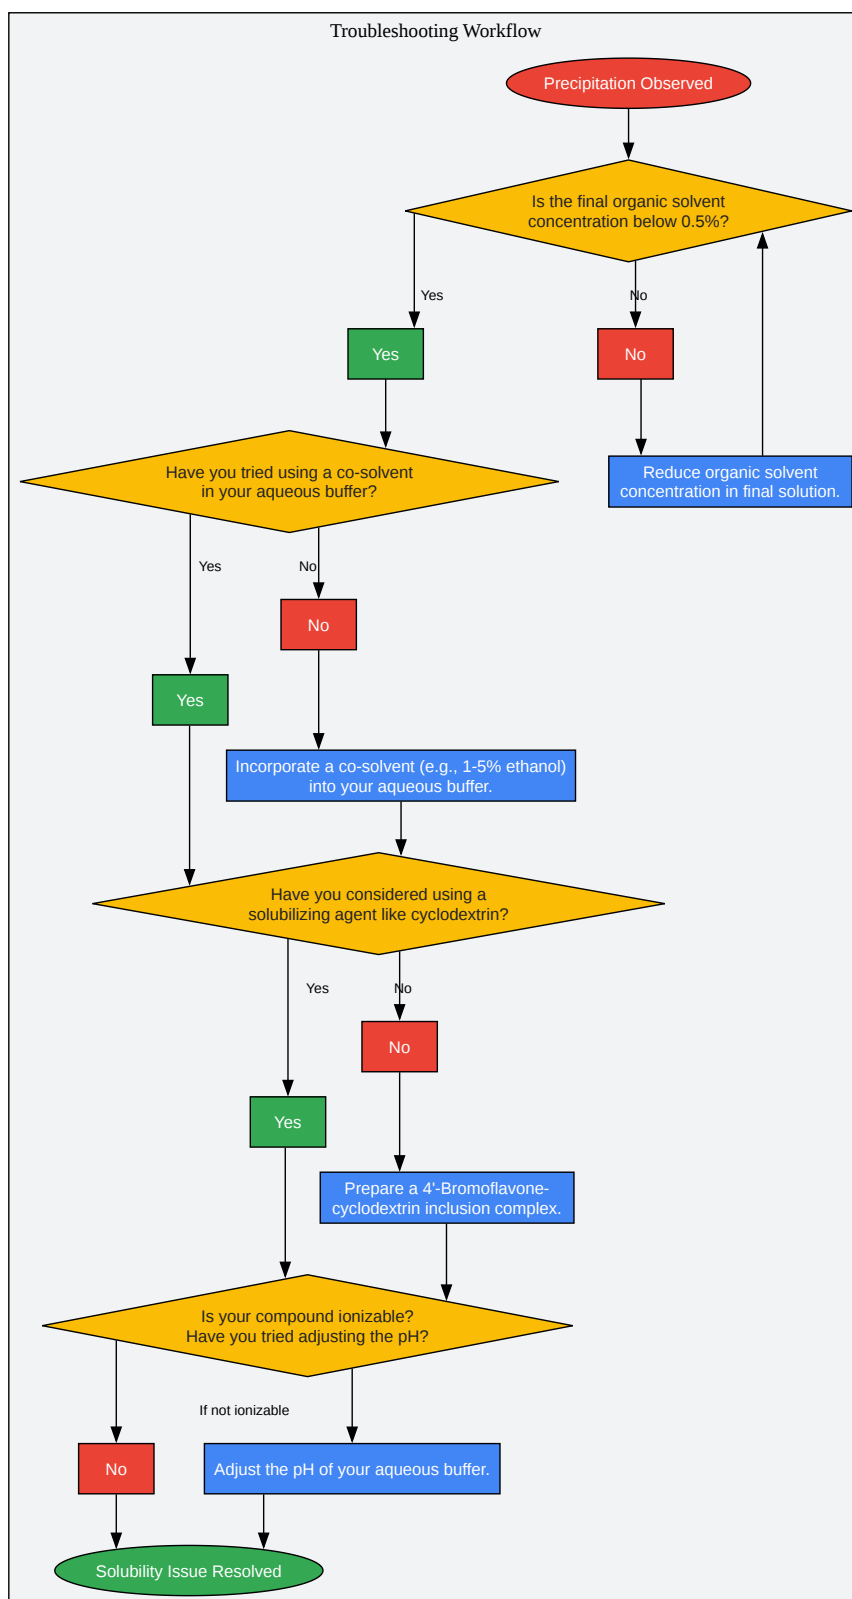 Troubleshooting Workflow
Precipitation Observed
Is the final organic solvent
concentration below 0.5%?
Yes
No
Yes
No
Have you tried using a co-solvent
in your aqueous buffer?
Reduce organic solvent
concentration in final solution.
Yes
No
No
Yes
Incorporate a co-solvent (e.g., 1-5% ethanol)
into your aqueous buffer.
Have you considered using a
solubilizing agent like cyclodextrin?
Yes
No
No
Yes
Prepare a 4'-Bromoflavone-
cyclodextrin inclusion complex.
Is your compound ionizable?
Have you tried adjusting the pH?
If not ionizable
No
Adjust the pH of your aqueous buffer.
Solubility Issue Resolved